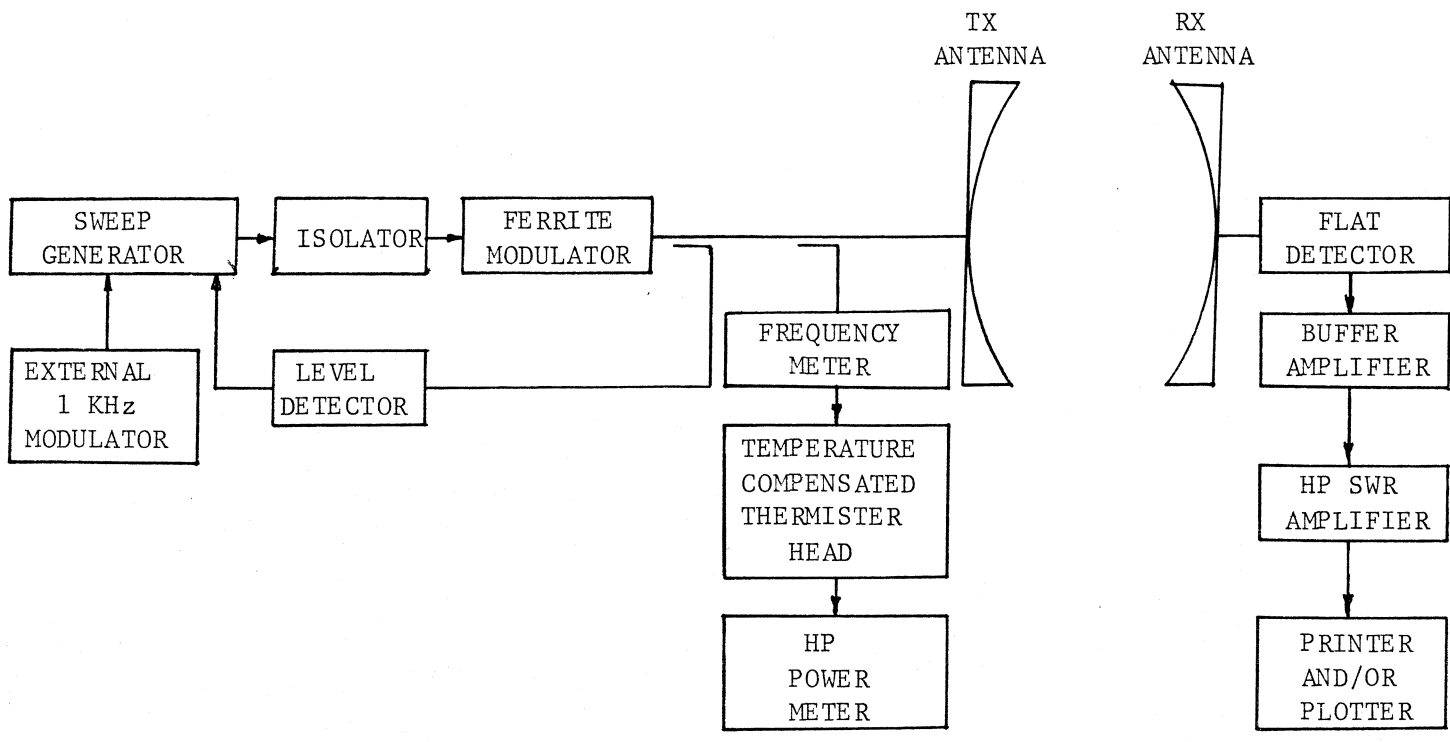 TX
ANTENNA
RX
ANTENNA
SWEEP
GENERATOR
ISOLATOR
FERRITE
MODULATOR
FLAT
DETECTOR
EXTERNAL
1 KHz
MODULATOR
LEVEL
DETECTOR
FREQUENCY
METER
BUFFER
AMPLIFIER
TEMPERATURE
COMPENSATED
THERMISTER
HEAD
HP SWR
AMPLIFIER
HP
POWER
METER
PRINTER
AND/OR
PLOTTER